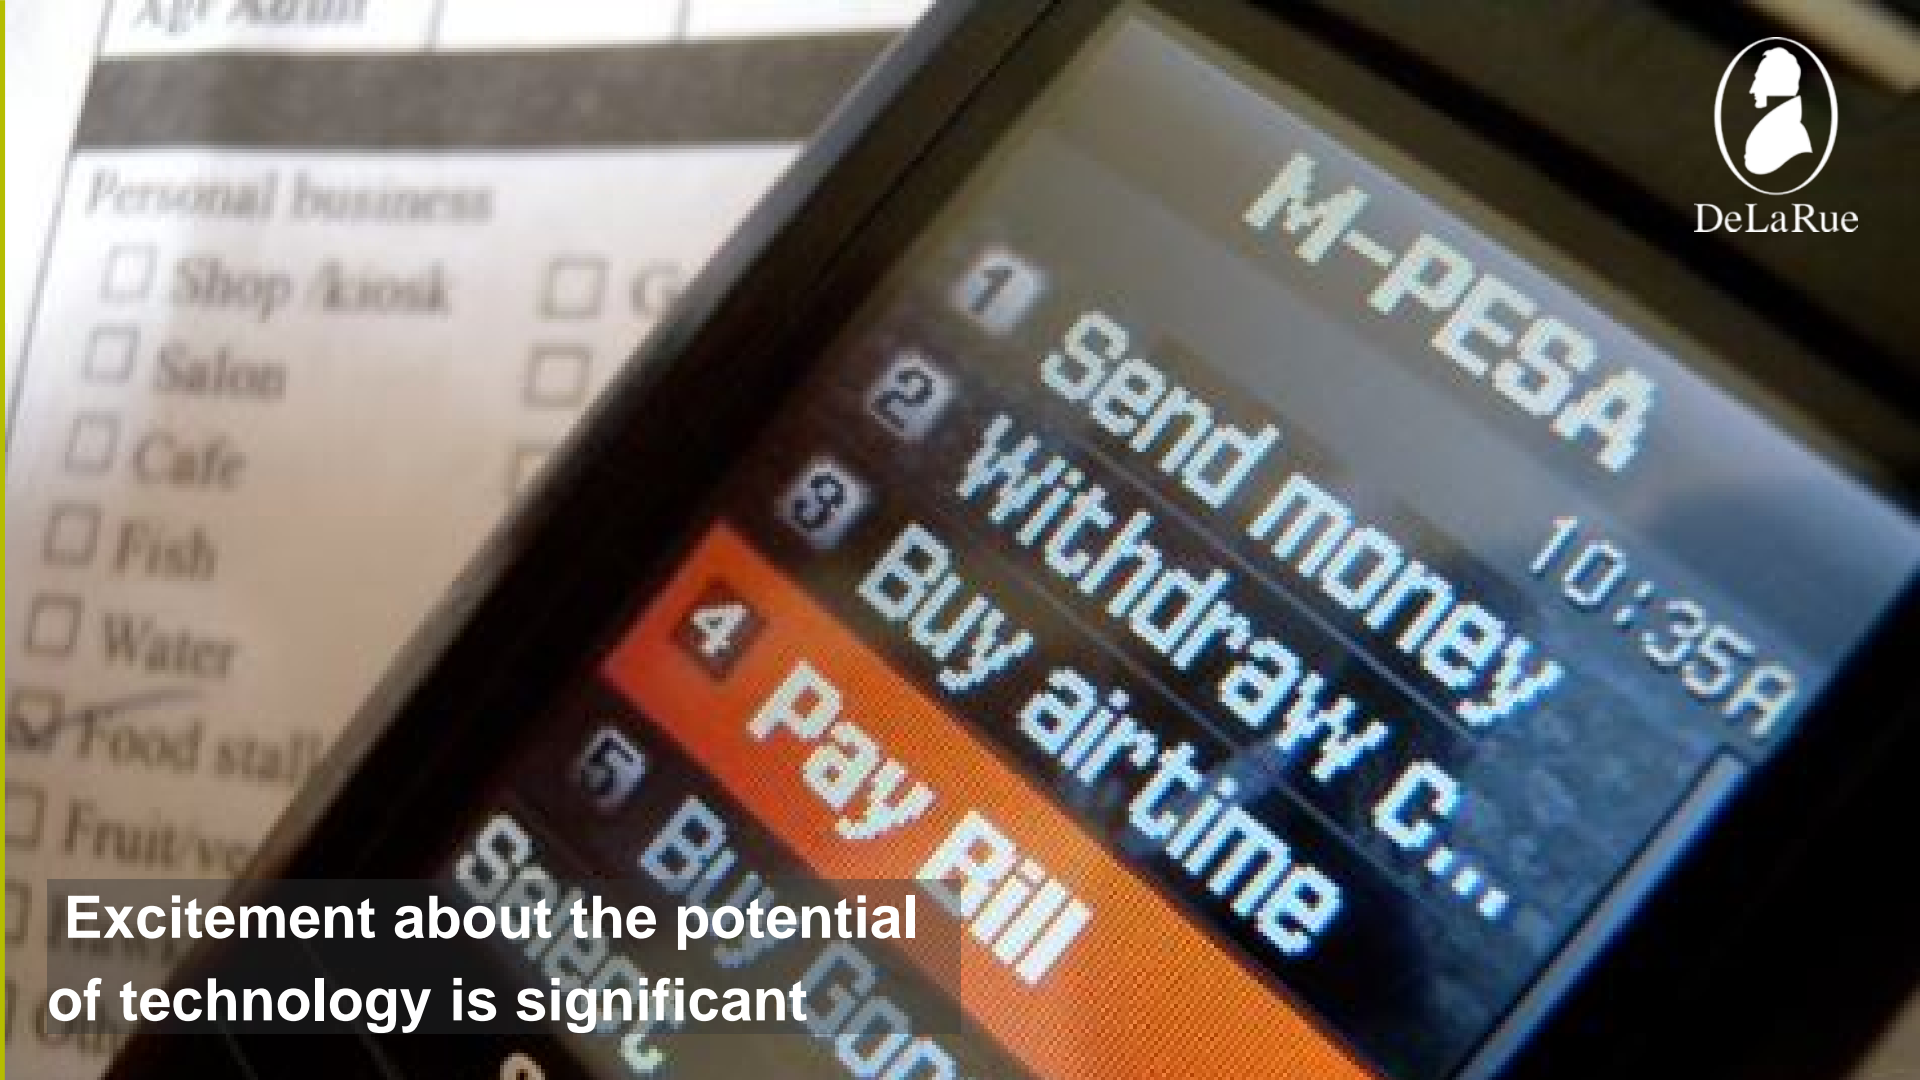 Personal business
Shop /kiosk
Salon
Cafe
Fish
Water
Food stall
M-PESA
10:35A
1 Send money
2 Withdraw c...
3 Buy airtime
4 Pay Bill
5 Buy Goo
Select
DeLaRue
Excitement about the potential
of technology is significant